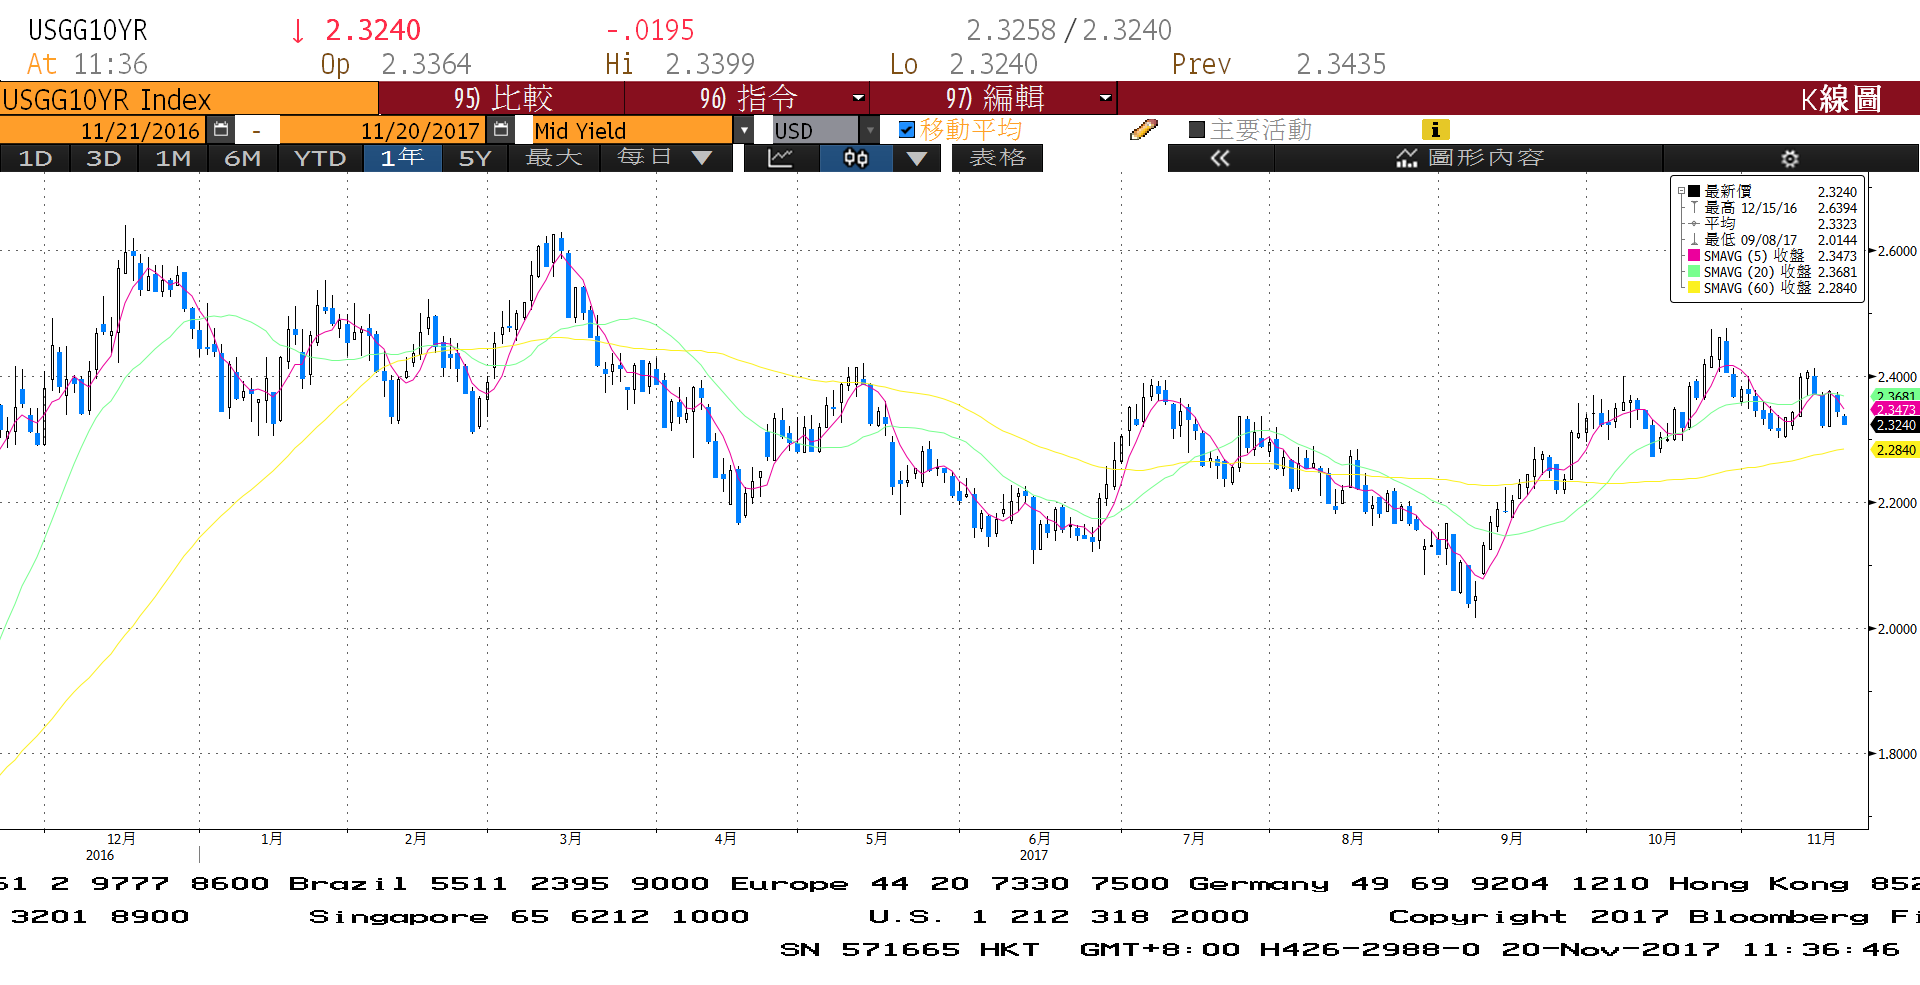 USGG10YR ↓ 2.3240 -.0195 2.3258 / 2.3240
At 11:36 Op 2.3364 Hi 2.3399 Lo 2.3240 Prev 2.3435
USGG10YR Index 95) 比較 96) 指令 97) 編輯 K線圖
11/21/2016 - 11/20/2017 Mid Yield USD 移動平均 主要活動 i
1D 3D 1M 6M YTD 1年 5Y 最大 每日 ▼ ▼ 表格 « 圖形內容
最新價 2.3240
最高 12/15/16 2.6394
平均 2.3323
最低 09/08/17 2.0144
SMAVG (5) 收盤 2.3473
SMAVG (20) 收盤 2.3681
SMAVG (60) 收盤 2.2840
2.6000
2.4000
2.3681
2.3473
2.3240
2.2840
2.2000
2.0000
1.8000
12月 1月 2月 3月 4月 5月 6月 7月 8月 9月 10月 11月
2016 2017
61 2 9777 8600 Brazil 5511 2395 9000 Europe 44 20 7330 7500 Germany 49 69 9204 1210 Hong Kong 852
3201 8900 Singapore 65 6212 1000 U.S. 1 212 318 2000 Copyright 2017 Bloomberg Fi
SN 571665 HKT GMT+8:00 H426-2988-0 20-Nov-2017 11:36:46